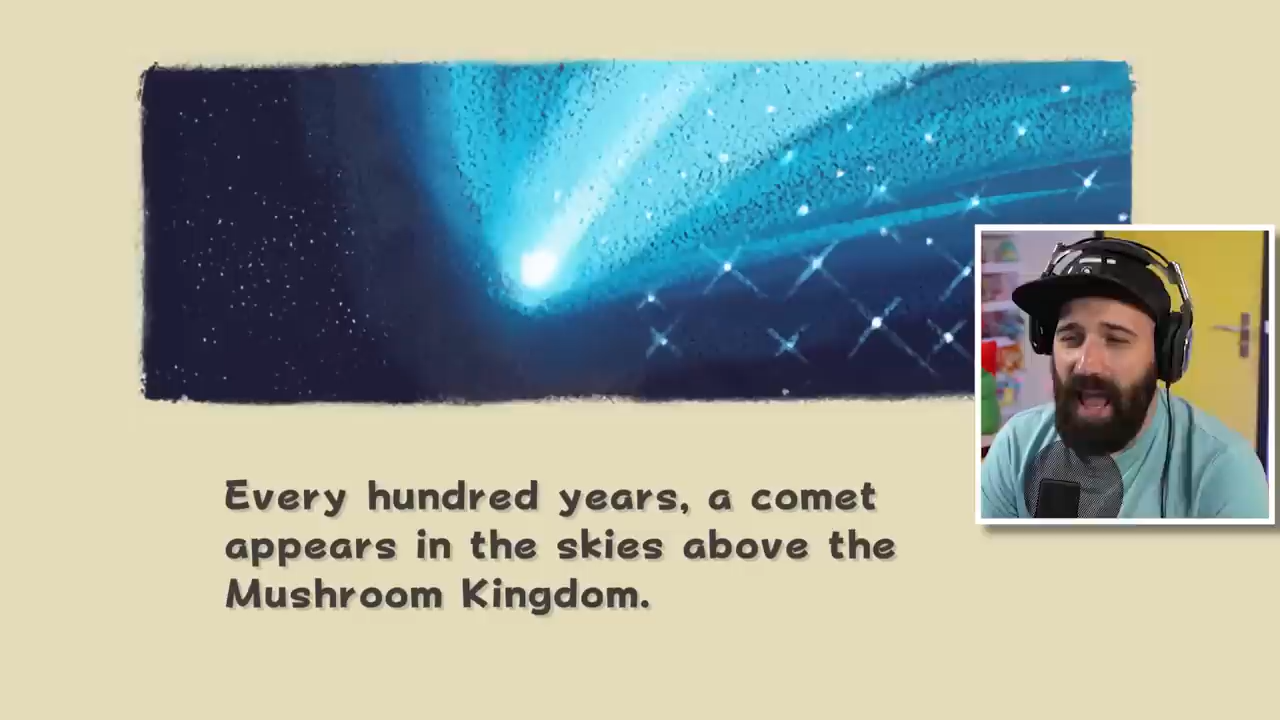 Every hundred years, a comet
appears in the skies above the
Mushroom Kingdom.